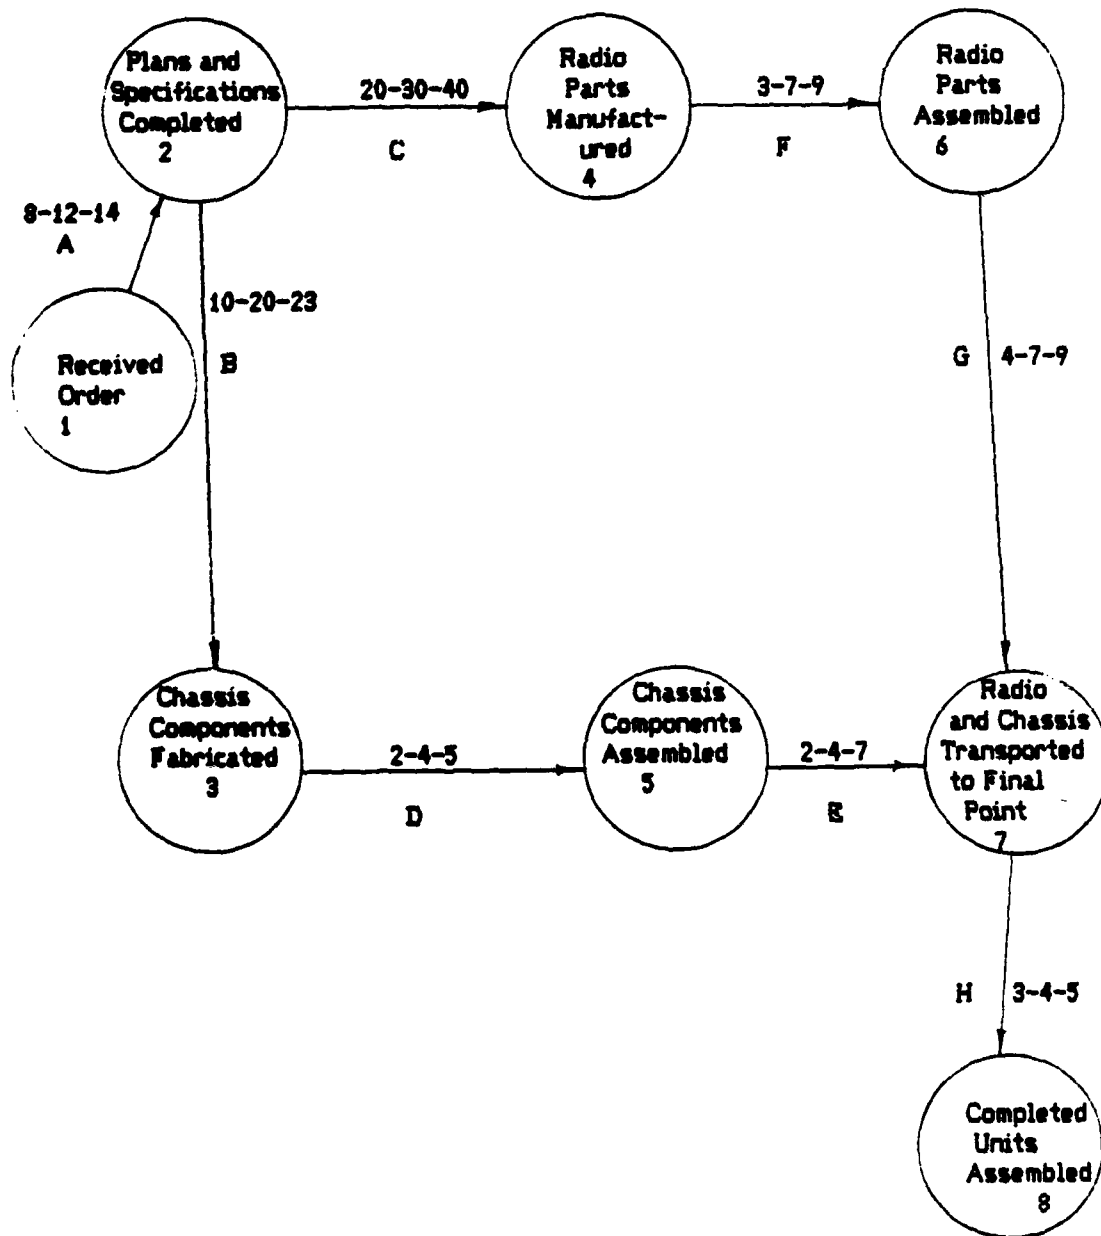 Plans and
Specifications
Completed
2
20-30-40
C
Radio
Parts
Manufact-
ured
4
3-7-9
F
Radio
Parts
Assembled
6
8-12-14
A
10-20-23
B
Received
Order
1
G
4-7-9
Chassis
Components
Fabricated
3
2-4-5
D
Chassis
Components
Assembled
5
2-4-7
E
Radio
and Chassis
Transported
to Final
Point
7
H
3-4-5
Completed
Units
Assembled
8